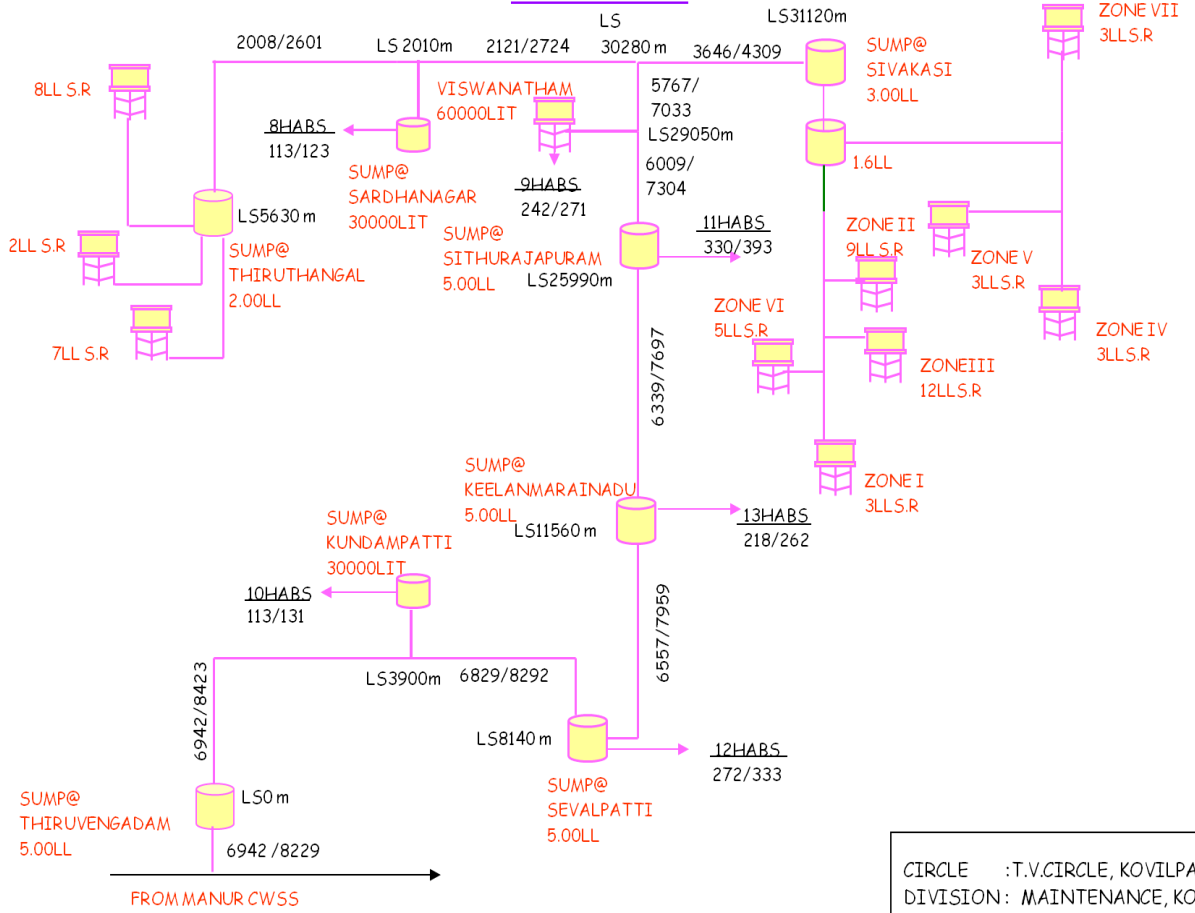 LS
30280 m
LS31120m
ZONE VII
3LLS.R
2008/2601
LS 2010m
2121/2724
3646/4309
SUMP@
SIVAKASI
3.00LL
8LL S.R
VISWANATHAM
60000LIT
5767/
7033
LS29050m
8HABS
113/123
6009/
7304
1.6LL
SUMP@
SARDHANAGAR
30000LIT
9HABS
242/271
LS5630 m
SUMP@
THIRUTHANGAL
2.00LL
2LL S.R
7LL S.R
SUMP@
SITHURAJAPURAM
5.00LL
LS25990m
11HABS
330/393
ZONE II
9LL S.R
ZONE V
3LLS.R
ZONE VI
5LLS.R
ZONE IV
3LLS.R
ZONEIII
12LLS.R
6339/7697
ZONE I
3LLS.R
SUMP@
KEELANMARAINADU
5.00LL
LS11560 m
13HABS
218/262
SUMP@
KUNDAMPATTI
30000LIT
10HABS
113/131
6557/7959
LS3900m
6829/8292
6942/8423
LS8140 m
12HABS
272/333
SUMP@
SEVALPATTI
5.00LL
SUMP@
THIRUVENGADAM
5.00LL
LS0 m
6942 /8229
FROM MANUR CWSS
CIRCLE :T.V.CIRCLE, KOVILPA
DIVISION: MAINTENANCE, KO